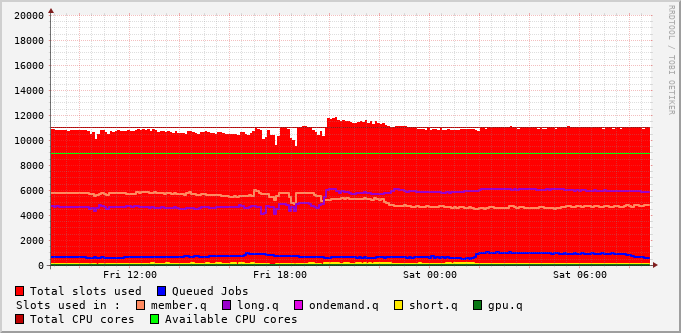 20000
18000
16000
14000
12000
10000
8000
6000
4000
2000
0
Fri 12:00 Fri 18:00 Sat 00:00 Sat 06:00
RRDTOOL / TOBI OETIKER
Total slots used Queued Jobs
Slots used in : member.q long.q ondemand.q short.q gpu.q
Total CPU cores Available CPU cores